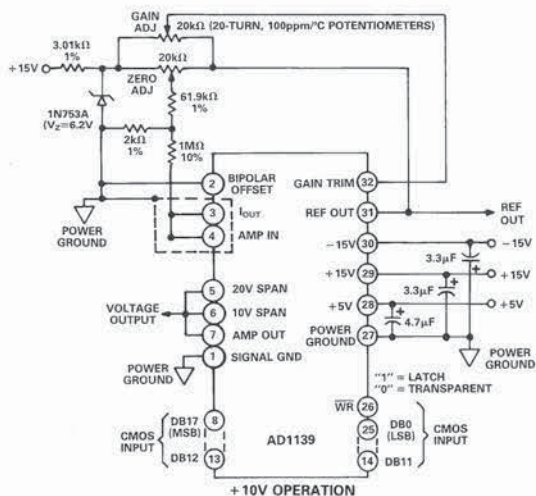 GAIN ADJ
20kΩ (20-TURN, 100ppm/°C POTENTIOMETERS)
3.01kΩ
1%
+15V
20kΩ
ZERO ADJ
61.9kΩ
1%
1N753A
(VZ=6.2V
2kΩ
1%
1MΩ
10%
2
BIPOLAR OFFSET
GAIN TRIM
32
3
IOUT
REF OUT
31
REF OUT
POWER GROUND
4
AMP IN
−15V
30
−15V
3.3μF
+
+15V
29
+15V
3.3μF
+
5
20V SPAN
+5V
28
+5V
+
4.7μF
VOLTAGE OUTPUT
6
10V SPAN
7
AMP OUT
POWER GROUND
27
POWER GROUND
1
SIGNAL GND
POWER GROUND
"1" = LATCH
"0" = TRANSPARENT
WR
26
8
DB17 (MSB)
25
DB0 (LSB)
CMOS INPUT
CMOS INPUT
13
DB12
AD1139
14
DB11
+10V OPERATION